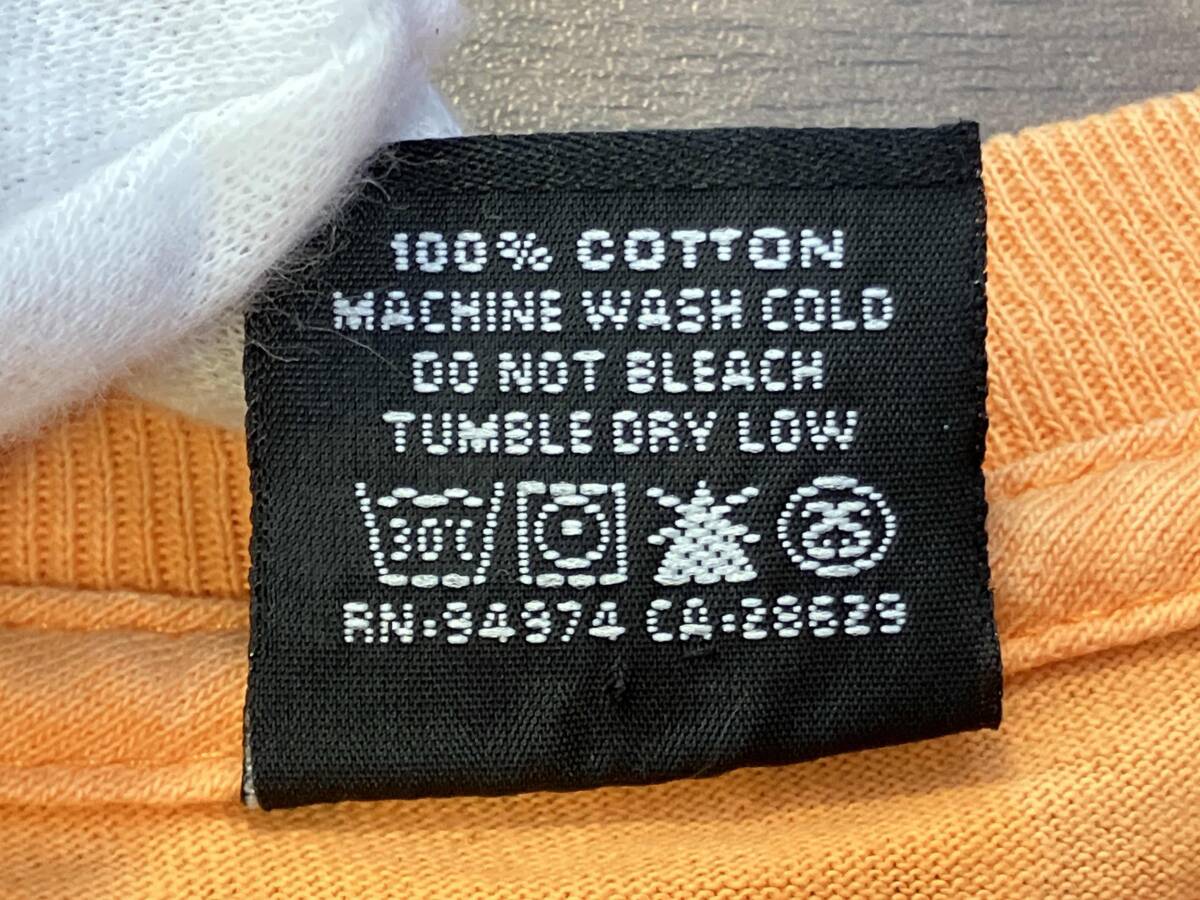 100% COTTON
MACHINE WASH COLD
DO NOT BLEACH
TUMBLE DRY LOW
30℃
RN:94974 CA:28629